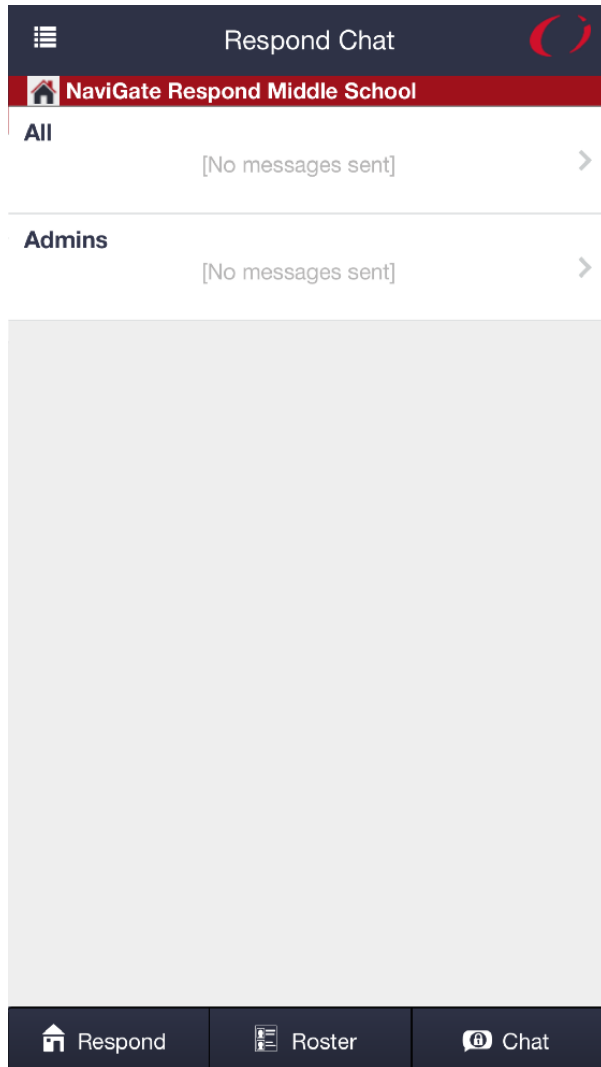 Respond Chat
NaviGate Respond Middle School
All
[No messages sent]
Admins
[No messages sent]
Respond Roster Chat